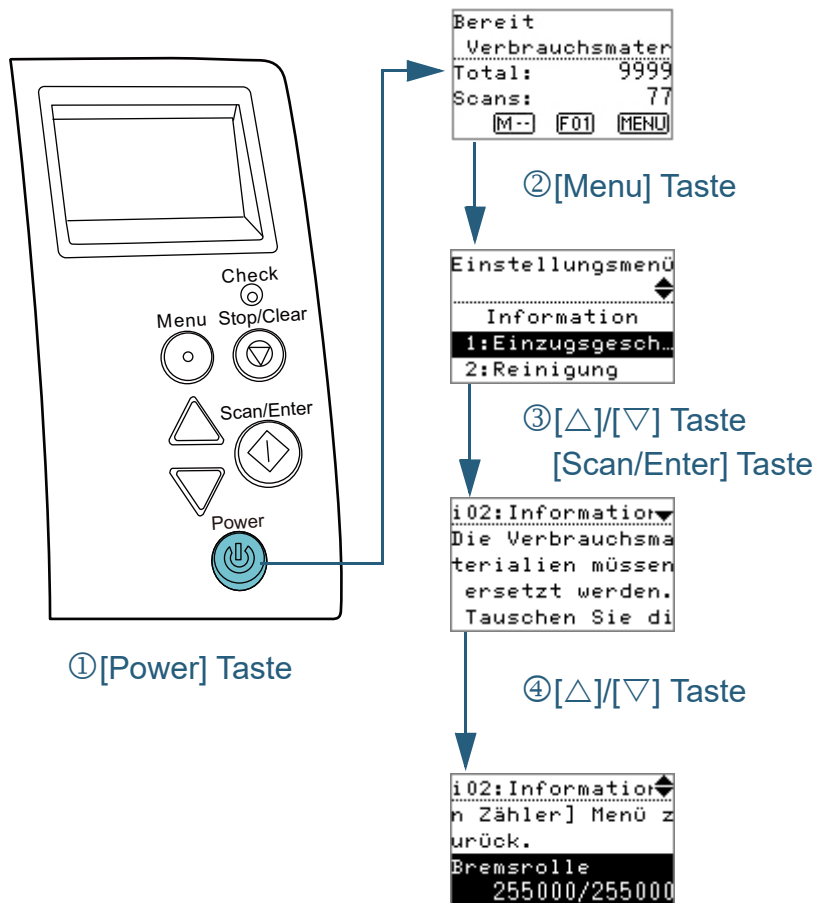 Check
Menu
Stop/Clear
Scan/Enter
Power
①[Power] Taste
Bereit
Verbrauchsmater
Total: 9999
Scans: 77
M-- F01 MENU
②[Menu] Taste
Einstellungsmenü
Information
1:Einzugsgesch…
2:Reinigung
③[△]/[▽] Taste
[Scan/Enter] Taste
i02:Information
Die Verbrauchsma
terialien müssen
ersetzt werden.
Tauschen Sie di
④[△]/[▽] Taste
i02:Information
n Zähler] Menü z
urück.
Bremsrolle
255000/255000